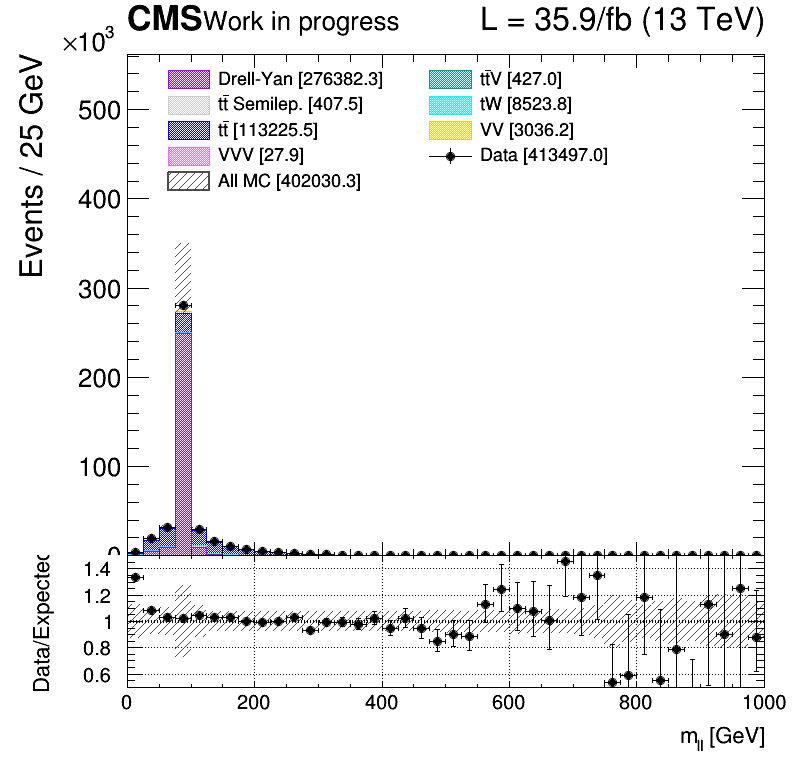 CMS Work in progress L = 35.9/fb (13 TeV)
×10³
Events / 25 GeV
Drell-Yan [276382.3]
tt̄ Semilep. [407.5]
tt̄ [113225.5]
VVV [27.9]
All MC [402030.3]
tt̄V [427.0]
tW [8523.8]
VV [3036.2]
Data [413497.0]
500
400
300
200
100
0
Data/Expected
1.4
1.2
1
0.8
0.6
0 200 400 600 800 1000
m_ll [GeV]